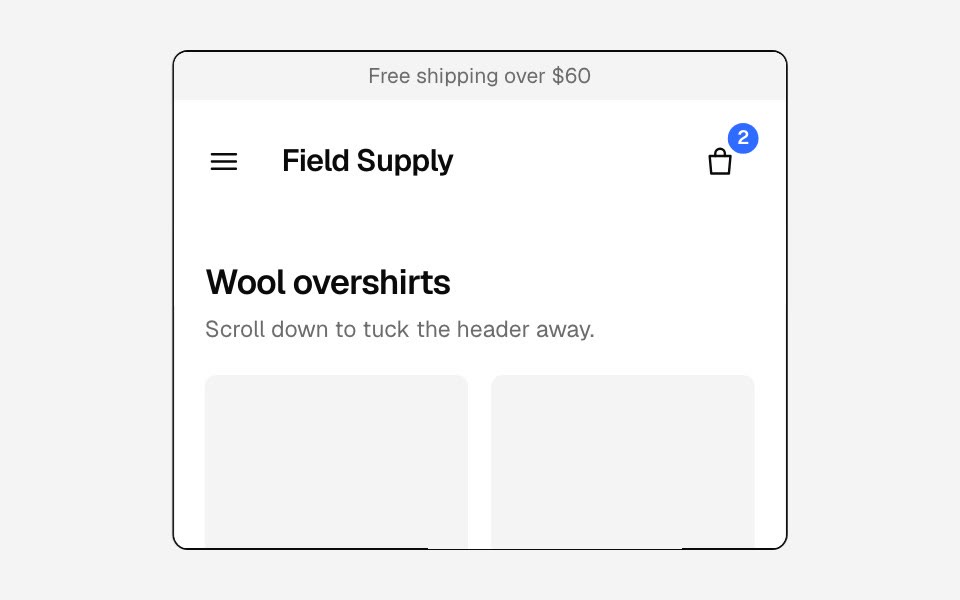 Free shipping over $60
Field Supply
2
Wool overshirts
Scroll down to tuck the header away.